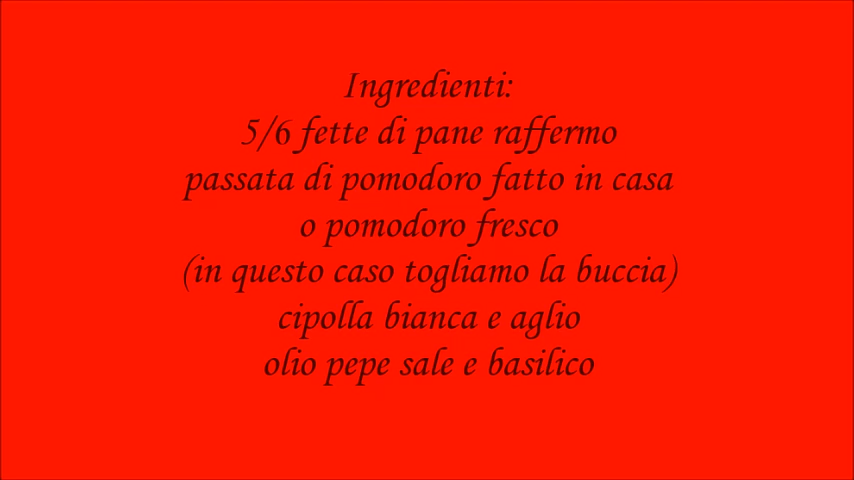 Ingredienti:
5/6 fette di pane raffermo
passata di pomodoro fatto in casa
o pomodoro fresco
(in questo caso togliamo la buccia)
cipolla bianca e aglio
olio pepe sale e basilico